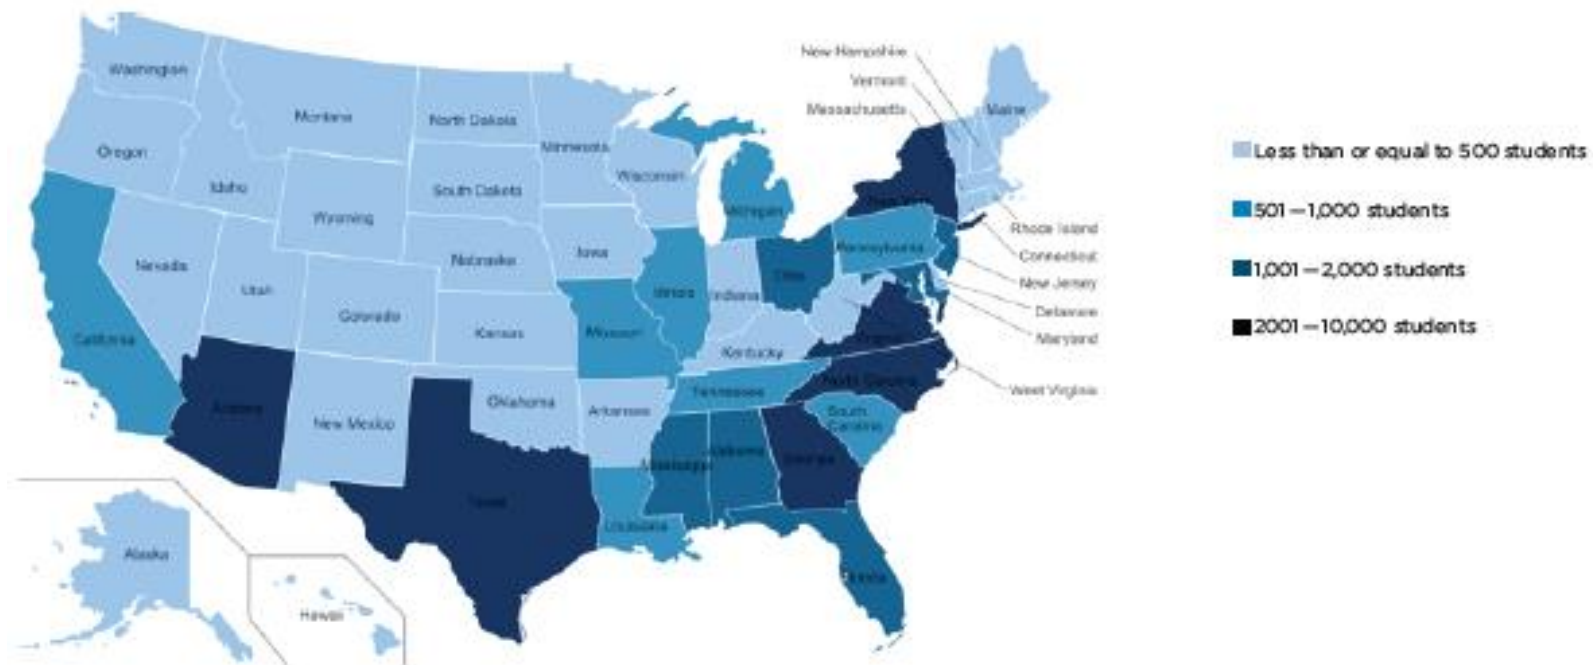 Washington
Oregon
Montana
Idaho
Wyoming
North Dakota
South Dakota
Minnesota
Wisconsin
Nebraska
Iowa
Nevada
Utah
Colorado
Kansas
California
Arizona
New Mexico
Oklahoma
Texas
Missouri
Arkansas
Louisiana
Illinois
Indiana
Michigan
Ohio
Kentucky
Tennessee
Mississippi
Alabama
Georgia
Florida
South
Carolina
North Carolina
Pennsylvania
Maine
New Hampshire
Vermont
Massachusetts
Rhode Island
Connecticut
New Jersey
Delaware
Maryland
West Virginia
Alaska
Hawaii
Less than or equal to 500 students
501—1,000 students
1,001—2,000 students
2001—10,000 students